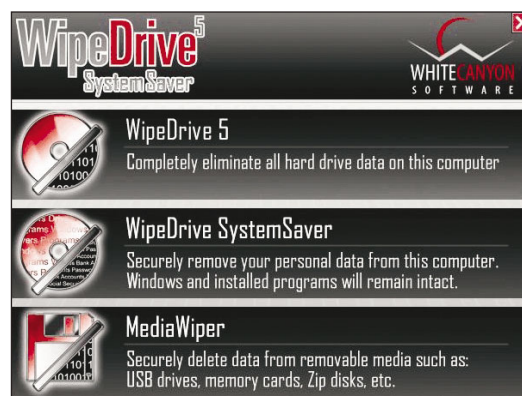 WipeDrive 5
SystemSaver
WHITECANYON
SOFTWARE
WipeDrive 5
Completely eliminate all hard drive data on this computer
WipeDrive SystemSaver
Securely remove your personal data from this computer.
Windows and installed programs will remain intact.
MediaWiper
Securely delete data from removable media such as:
USB drives, memory cards, Zip disks, etc.